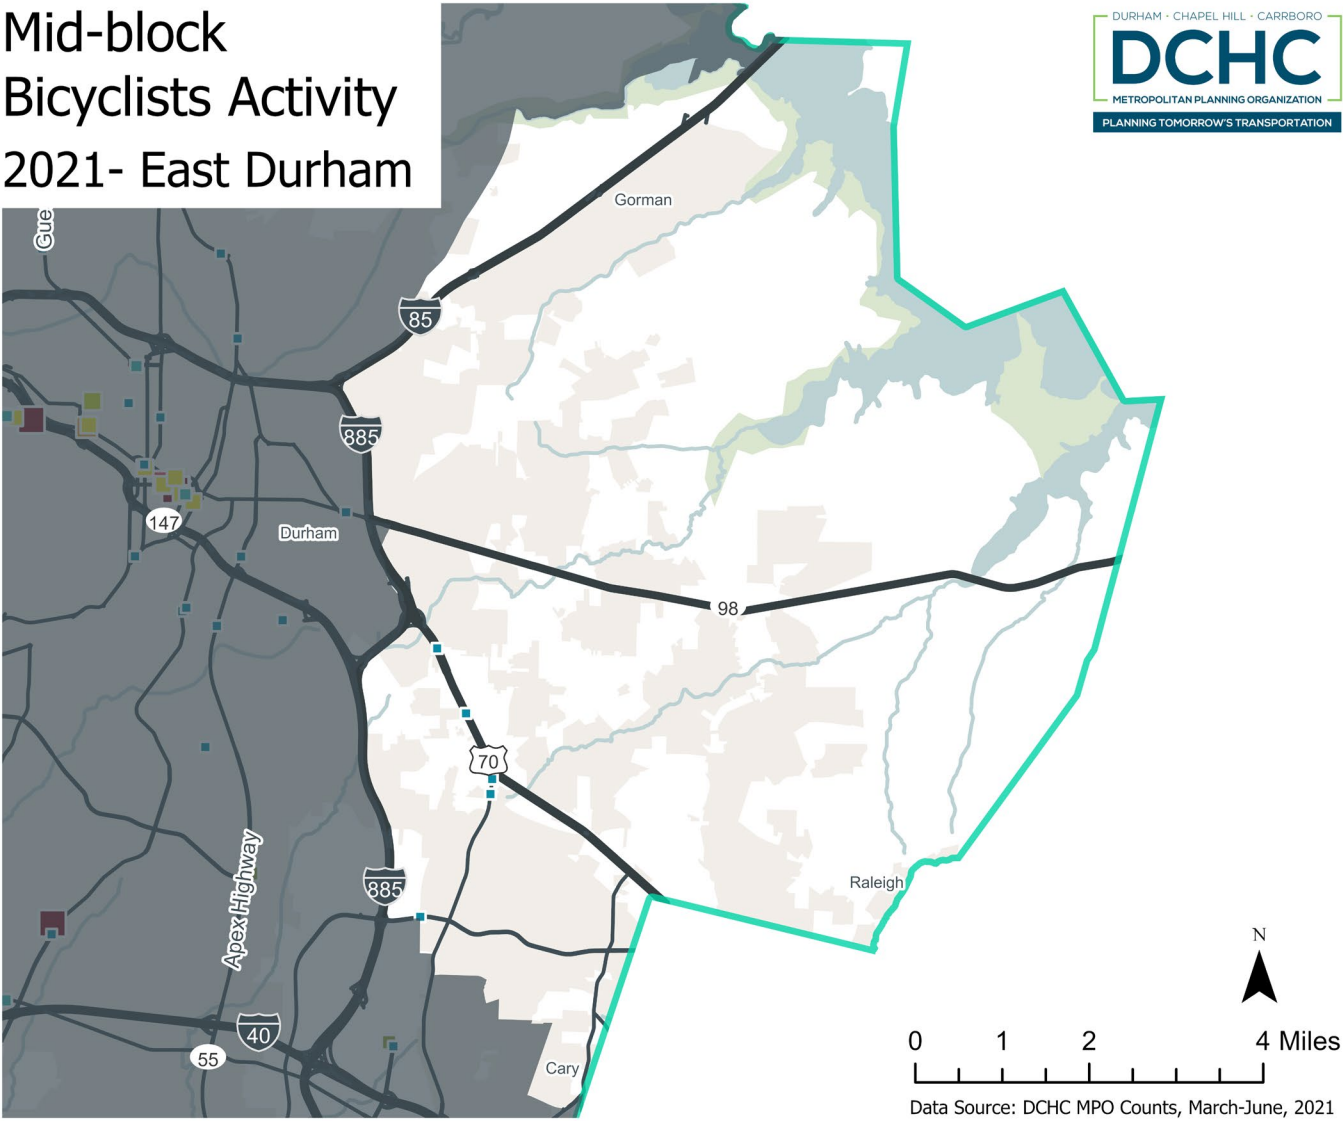 Mid-block
Bicyclists Activity
2021- East Durham
DURHAM · CHAPEL HILL · CARRBORO
DCHC
METROPOLITAN PLANNING ORGANIZATION
PLANNING TOMORROW'S TRANSPORTATION
Gorman
Gue
85
885
147
Durham
98
70
Apex Highway
885
Raleigh
40
55
Cary
N
0 1 2 4 Miles
Data Source: DCHC MPO Counts, March-June, 2021